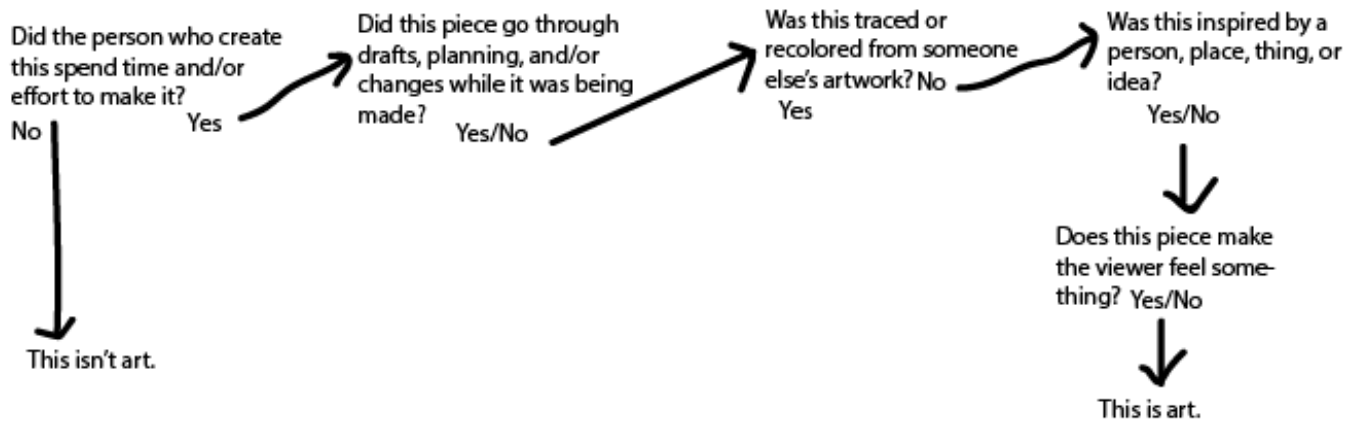 Did the person who create
this spend time and/or
effort to make it?
No
Yes
Did this piece go through
drafts, planning, and/or
changes while it was being
made?
Yes/No
Was this traced or
recolored from someone
else's artwork? No
Yes
Was this inspired by a
person, place, thing, or
idea?
Yes/No
Does this piece make
the viewer feel some-
thing? Yes/No
This isn't art.
This is art.